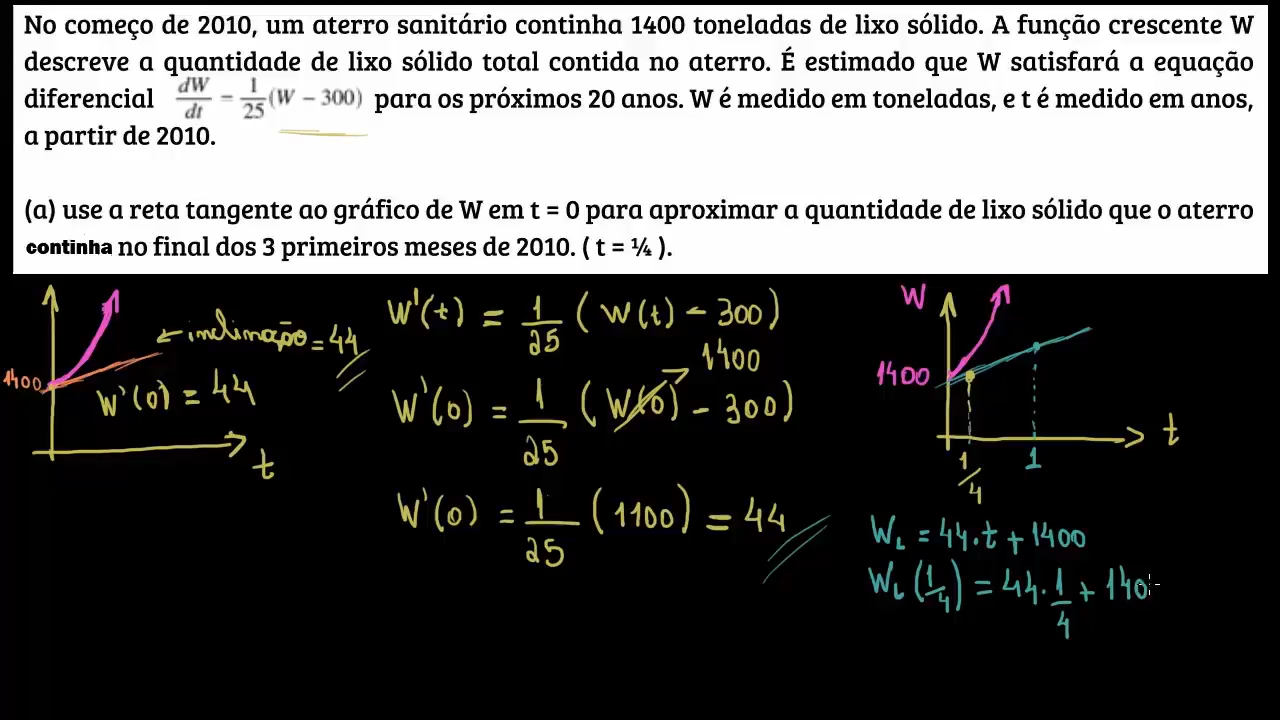 No começo de 2010, um aterro sanitário continha 1400 toneladas de lixo sólido. A função crescente W
descreve a quantidade de lixo sólido total contida no aterro. É estimado que W satisfará a equação
diferencial dW/dt = 1/25 (W − 300) para os próximos 20 anos. W é medido em toneladas, e t é medido em anos,
a partir de 2010.
(a) use a reta tangente ao gráfico de W em t = 0 para aproximar a quantidade de lixo sólido que o aterro
continha no final dos 3 primeiros meses de 2010. ( t = ¼ ).
inclinação = 44
1400
W'(0) = 44
t
W'(t) = 1/25 ( W(t) - 300)
1400
W'(0) = 1/25 ( W(0) - 300)
W'(0) = 1/25 (1100) = 44
W
1400
t
1/4
1
WL = 44.t + 1400
WL (1/4) = 44. 1/4 + 140